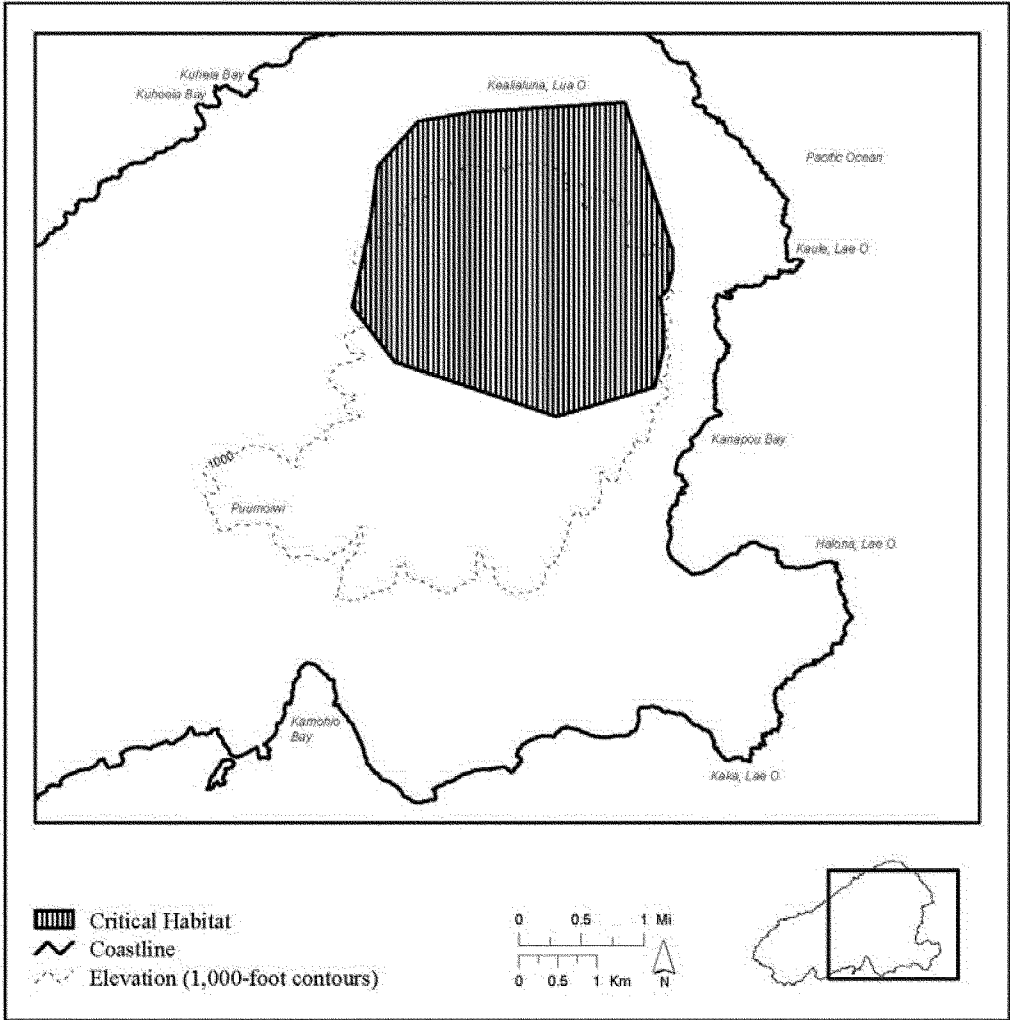 Kuheia Bay
Kuheeia Bay
Kealialuna, Lua O.
Pacific Ocean
Kaule, Lae O.
Kanapou Bay
1000
Puumoiwi
Halona, Lae O.
Kamohio
Bay
Kaka, Lae O.
Critical Habitat
Coastline
Elevation (1,000-foot contours)
0 0.5 1 Mi
0 0.5 1 Km
N